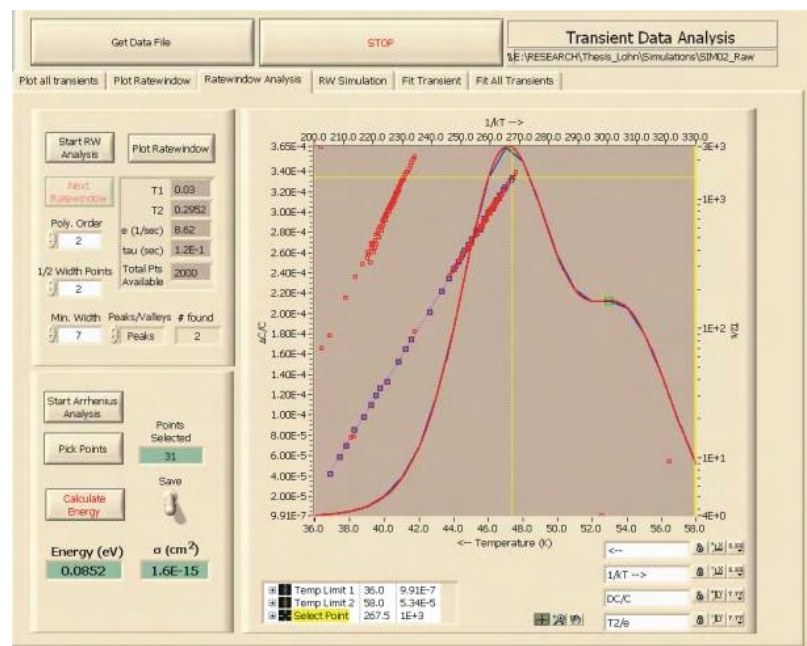 Get Data File
STOP
Transient Data Analysis
E:\RESEARCH\Thesis_Lohn\Simulations\SIM02_Raw
Plot all transients
Plot Ratewindow
Ratewindow Analysis
RW Simulation
Fit Transient
Fit All Transients
Start RW
Analysis
Plot Ratewindow
Next
Ratewindow
T1 0.03
T2 0.2952
e (1/sec) 8.62
tau (sec) 1.2E-1
Total Pts
Available
2000
Poly. Order
2
1/2 Width Points
2
Min. Width
7
Peaks/Valleys
Peaks
# found
2
Start Arrhenius
Analysis
Pick Points
Points
Selected
31
Calculate
Energy
Save
Energy (eV)
0.0852
σ (cm²)
1.6E-15
1/kT -->
200.0 210.0 220.0 230.0 240.0 250.0 260.0 270.0 280.0 290.0 300.0 310.0 320.0 330.0
3.65E-4
3.40E-4
3.20E-4
3.00E-4
2.80E-4
2.60E-4
2.40E-4
2.20E-4
2.00E-4
1.80E-4
1.60E-4
1.40E-4
1.20E-4
1.00E-4
8.00E-5
6.00E-5
4.00E-5
2.00E-5
9.91E-7
ΔC/C
-3E+3
-1E+3
-1E+2
-1E+1
-4E+0
T2/e
36.0 38.0 40.0 42.0 44.0 46.0 48.0 50.0 52.0 54.0 56.0 58.0
<-- Temperature (K)
Temp Limit 1 36.0 9.91E-7
Temp Limit 2 58.0 5.34E-5
Select Point 267.5 1E+3
<--
1/kT -->
DC/C
T2/e